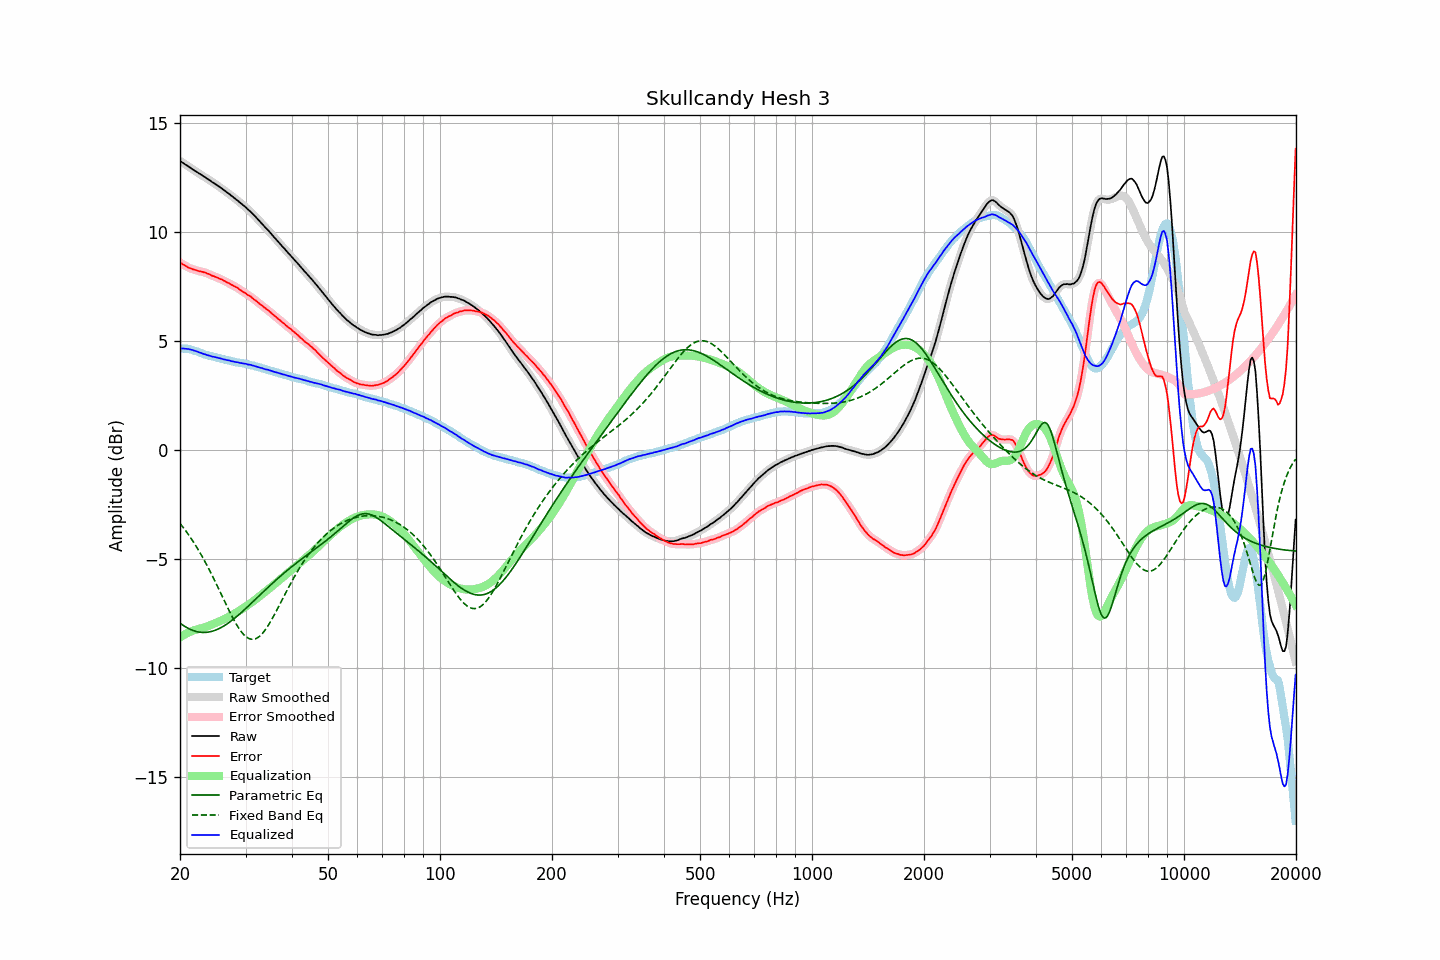 Skullcandy Hesh 3
Amplitude (dBr)
15
10
5
0
−5
−10
−15
Target
Raw Smoothed
Error Smoothed
Raw
Error
Equalization
Parametric Eq
Fixed Band Eq
Equalized
20 50 100 200 500 1000 2000 5000 10000 20000
Frequency (Hz)